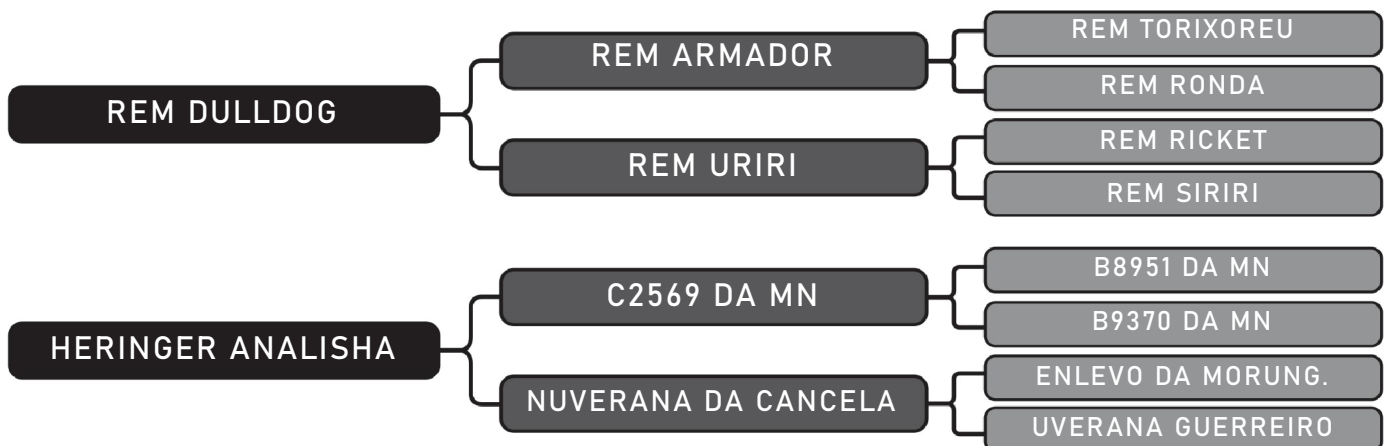 REM DULLDOG
REM ARMADOR
REM URIRI
REM TORIXOREU
REM RONDA
REM RICKET
REM SIRIRI
HERINGER ANALISHA
C2569 DA MN
NUVERANA DA CANCELA
B8951 DA MN
B9370 DA MN
ENLEVO DA MORUNG.
UVERANA GUERREIRO